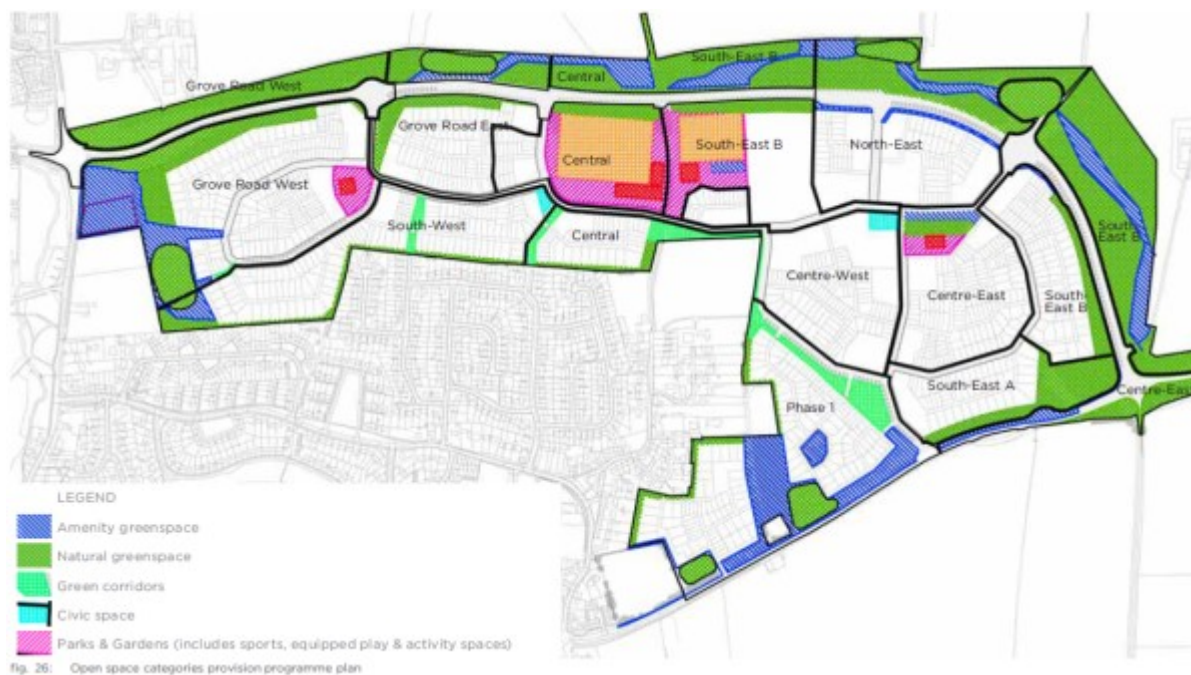 South-East B
Central
Grove Road West
Grove Road East
Central
South-East B
North-East
Grove Road West
South-West
Central
South-East B
Centre-West
Centre-East
South-East B
South-East A
Centre-Eas
Phase 1
LEGEND
Amenity greenspace
Natural greenspace
Green corridors
Civic space
Parks & Gardens (includes sports, equipped play & activity spaces)
fig. 26: Open space categories provision programme plan